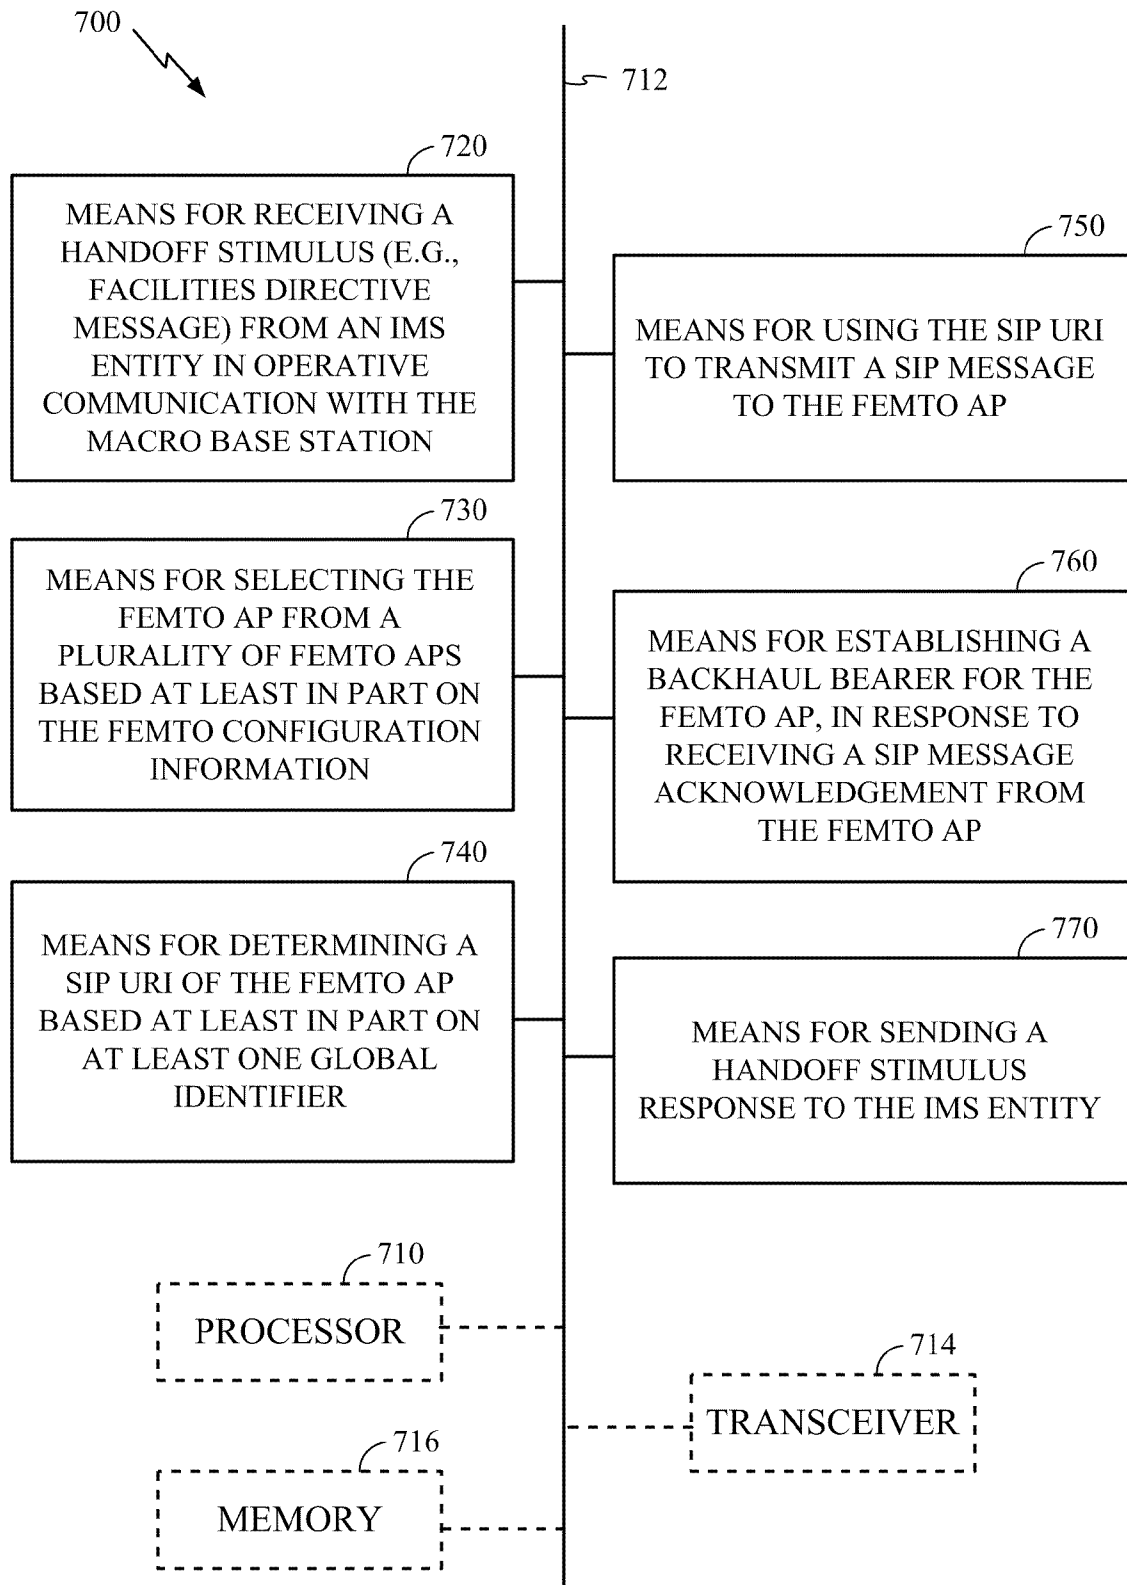 700
712
720
MEANS FOR RECEIVING A
HANDOFF STIMULUS (E.G.,
FACILITIES DIRECTIVE
MESSAGE) FROM AN IMS
ENTITY IN OPERATIVE
COMMUNICATION WITH THE
MACRO BASE STATION
750
MEANS FOR USING THE SIP URI
TO TRANSMIT A SIP MESSAGE
TO THE FEMTO AP
730
MEANS FOR SELECTING THE
FEMTO AP FROM A
PLURALITY OF FEMTO APS
BASED AT LEAST IN PART ON
THE FEMTO CONFIGURATION
INFORMATION
760
MEANS FOR ESTABLISHING A
BACKHAUL BEARER FOR THE
FEMTO AP, IN RESPONSE TO
RECEIVING A SIP MESSAGE
ACKNOWLEDGEMENT FROM
THE FEMTO AP
740
MEANS FOR DETERMINING A
SIP URI OF THE FEMTO AP
BASED AT LEAST IN PART ON
AT LEAST ONE GLOBAL
IDENTIFIER
770
MEANS FOR SENDING A
HANDOFF STIMULUS
RESPONSE TO THE IMS ENTITY
710
PROCESSOR
714
TRANSCEIVER
716
MEMORY